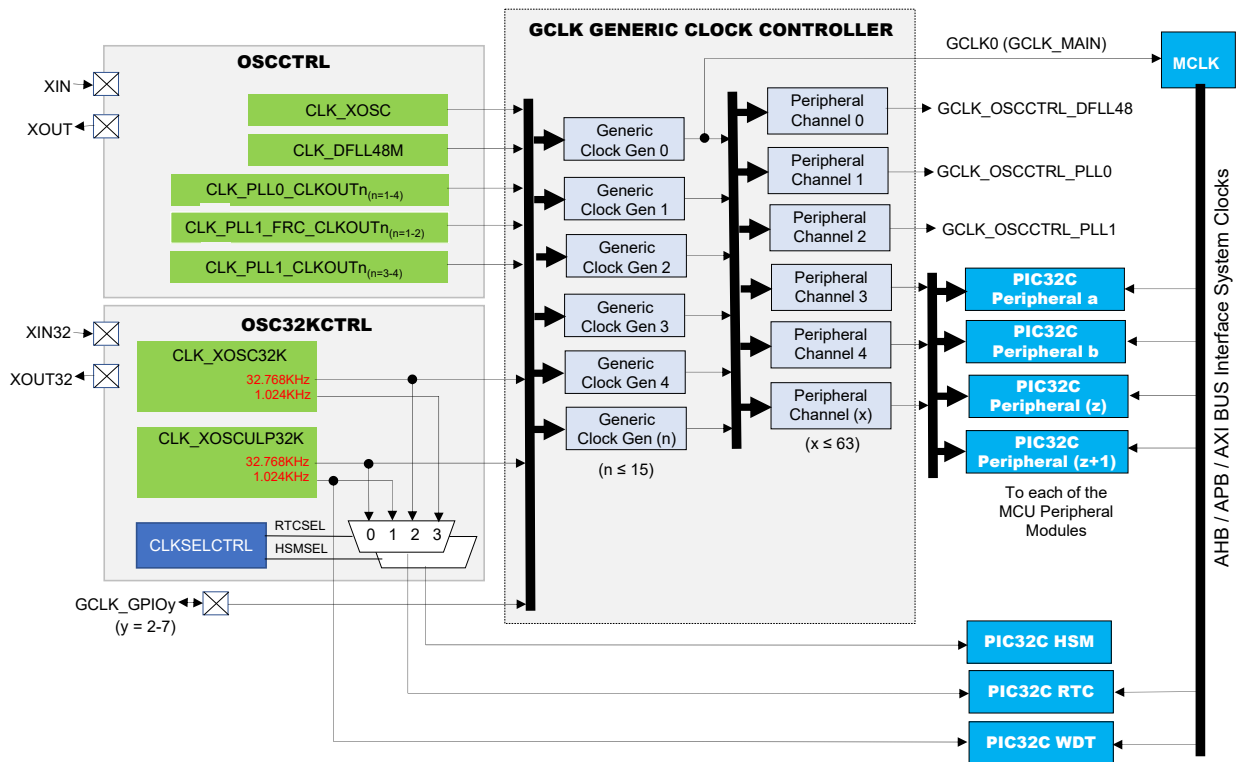 GCLK GENERIC CLOCK CONTROLLER
GCLK0 (GCLK_MAIN)
MCLK
OSCCTRL
XIN
XOUT
CLK_XOSC
CLK_DFLL48M
CLK_PLL0_CLKOUTn(n=1-4)
CLK_PLL1_FRC_CLKOUTn(n=1-2)
CLK_PLL1_CLKOUTn(n=3-4)
OSC32KCTRL
XIN32
XOUT32
CLK_XOSC32K
32.768KHz
1.024KHz
CLK_XOSCULP32K
32.768KHz
1.024KHz
CLKSELCTRL
RTCSEL
HSMSEL
0 1 2 3
GCLK_GPIOy
(y = 2-7)
Generic
Clock Gen 0
Generic
Clock Gen 1
Generic
Clock Gen 2
Generic
Clock Gen 3
Generic
Clock Gen 4
Generic
Clock Gen (n)
(n ≤ 15)
Peripheral
Channel 0
Peripheral
Channel 1
Peripheral
Channel 2
Peripheral
Channel 3
Peripheral
Channel 4
Peripheral
Channel (x)
(x ≤ 63)
GCLK_OSCCTRL_DFLL48
GCLK_OSCCTRL_PLL0
GCLK_OSCCTRL_PLL1
PIC32C
Peripheral a
PIC32C
Peripheral b
PIC32C
Peripheral (z)
PIC32C
Peripheral (z+1)
To each of the
MCU Peripheral
Modules
PIC32C HSM
PIC32C RTC
PIC32C WDT
AHB / APB / AXI BUS Interface System Clocks